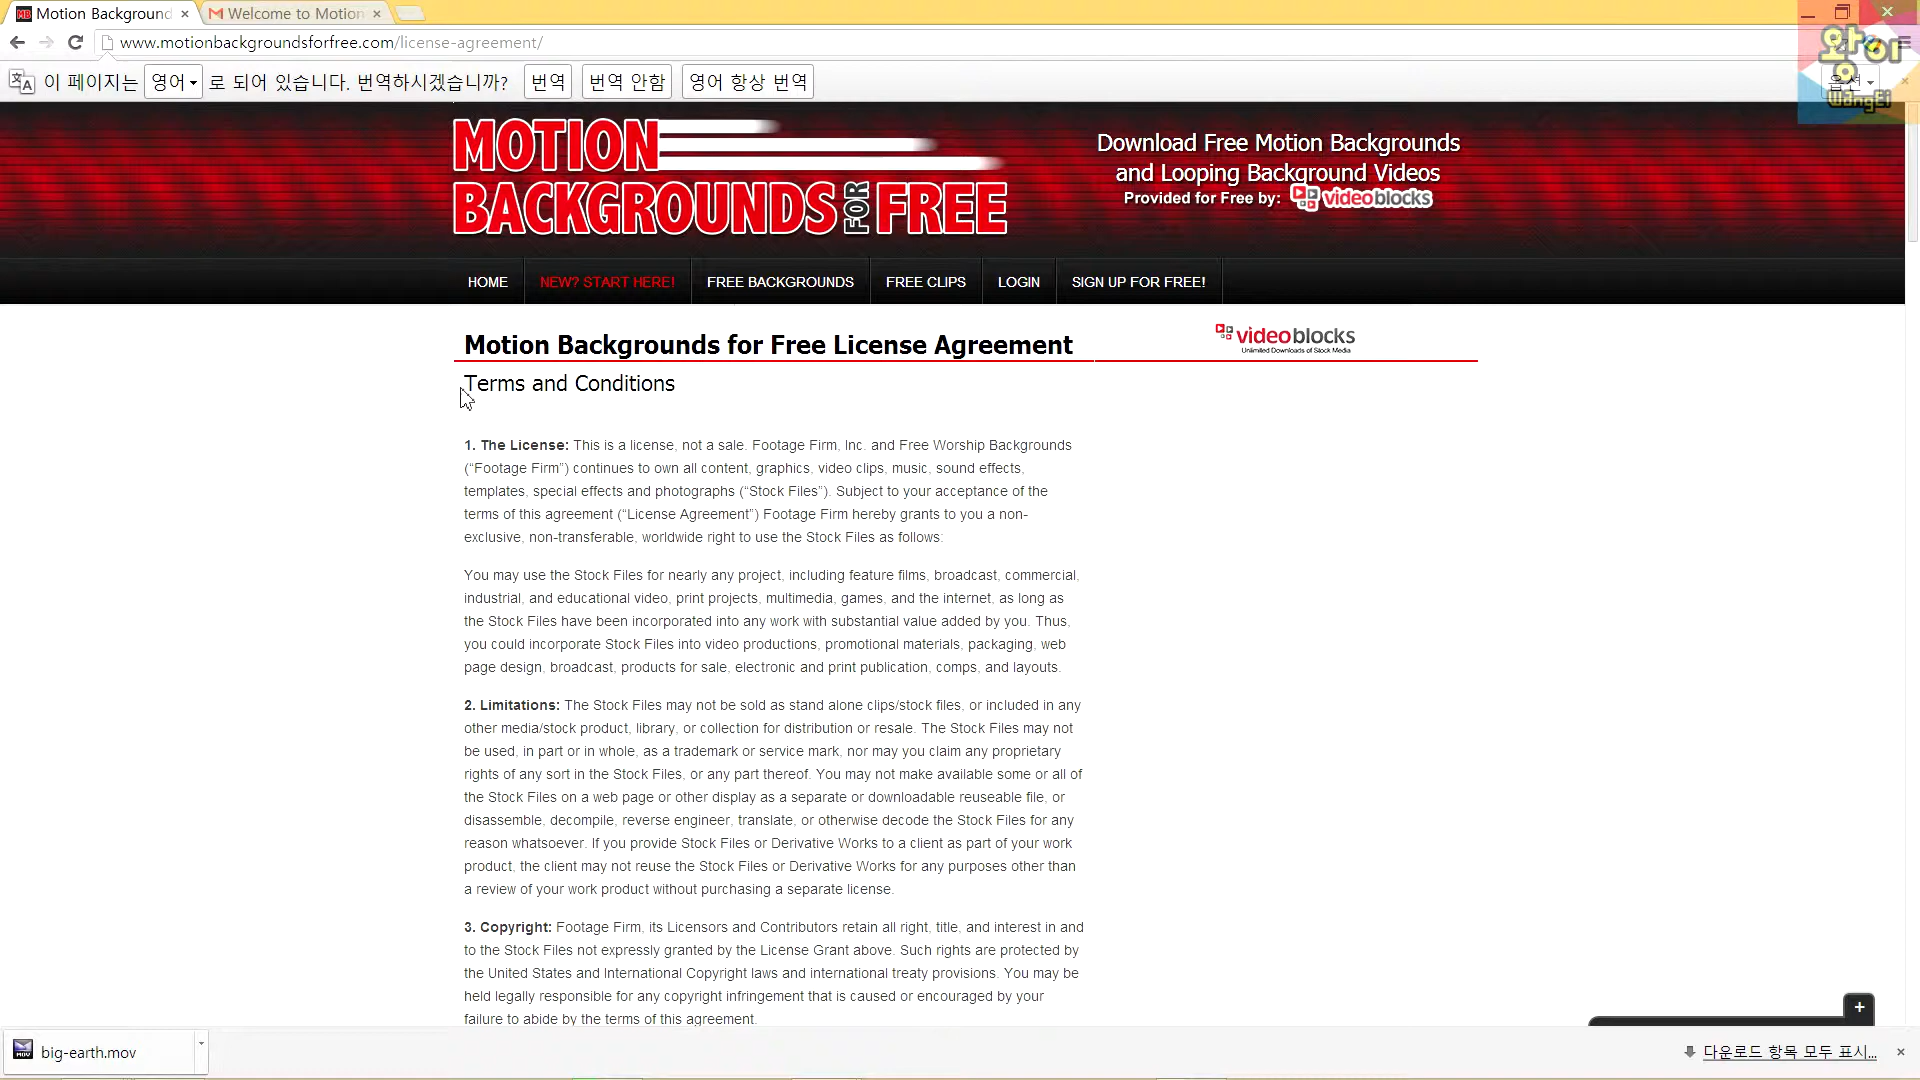 Motion Background
Welcome to Motion
www.motionbackgroundsforfree.com/license-agreement/
이 페이지는 영어 로 되어 있습니다. 번역하시겠습니까? 번역 번역 안함 영어 항상 번역 옵션
왕이
WangEi
MOTION
BACKGROUNDS FOR FREE
Download Free Motion Backgrounds
and Looping Background Videos
Provided for Free by: videoblocks
HOME NEW? START HERE! FREE BACKGROUNDS FREE CLIPS LOGIN SIGN UP FOR FREE!
Motion Backgrounds for Free License Agreement
videoblocks
Unlimited Downloads of Stock Media
Terms and Conditions
1. The License: This is a license, not a sale. Footage Firm, Inc. and Free Worship Backgrounds
(“Footage Firm”) continues to own all content, graphics, video clips, music, sound effects,
templates, special effects and photographs (“Stock Files”). Subject to your acceptance of the
terms of this agreement (“License Agreement”) Footage Firm hereby grants to you a non-
exclusive, non-transferable, worldwide right to use the Stock Files as follows:
You may use the Stock Files for nearly any project, including feature films, broadcast, commercial,
industrial, and educational video, print projects, multimedia, games, and the internet, as long as
the Stock Files have been incorporated into any work with substantial value added by you. Thus,
you could incorporate Stock Files into video productions, promotional materials, packaging, web
page design, broadcast, products for sale, electronic and print publication, comps, and layouts.
2. Limitations: The Stock Files may not be sold as stand alone clips/stock files, or included in any
other media/stock product, library, or collection for distribution or resale. The Stock Files may not
be used, in part or in whole, as a trademark or service mark, nor may you claim any proprietary
rights of any sort in the Stock Files, or any part thereof. You may not make available some or all of
the Stock Files on a web page or other display as a separate or downloadable reuseable file, or
disassemble, decompile, reverse engineer, translate, or otherwise decode the Stock Files for any
reason whatsoever. If you provide Stock Files or Derivative Works to a client as part of your work
product, the client may not reuse the Stock Files or Derivative Works for any purposes other than
a review of your work product without purchasing a separate license.
3. Copyright: Footage Firm, its Licensors and Contributors retain all right, title, and interest in and
to the Stock Files not expressly granted by the License Grant above. Such rights are protected by
the United States and International Copyright laws and international treaty provisions. You may be
held legally responsible for any copyright infringement that is caused or encouraged by your
failure to abide by the terms of this agreement.
big-earth.mov
다운로드 항목 모두 표시...